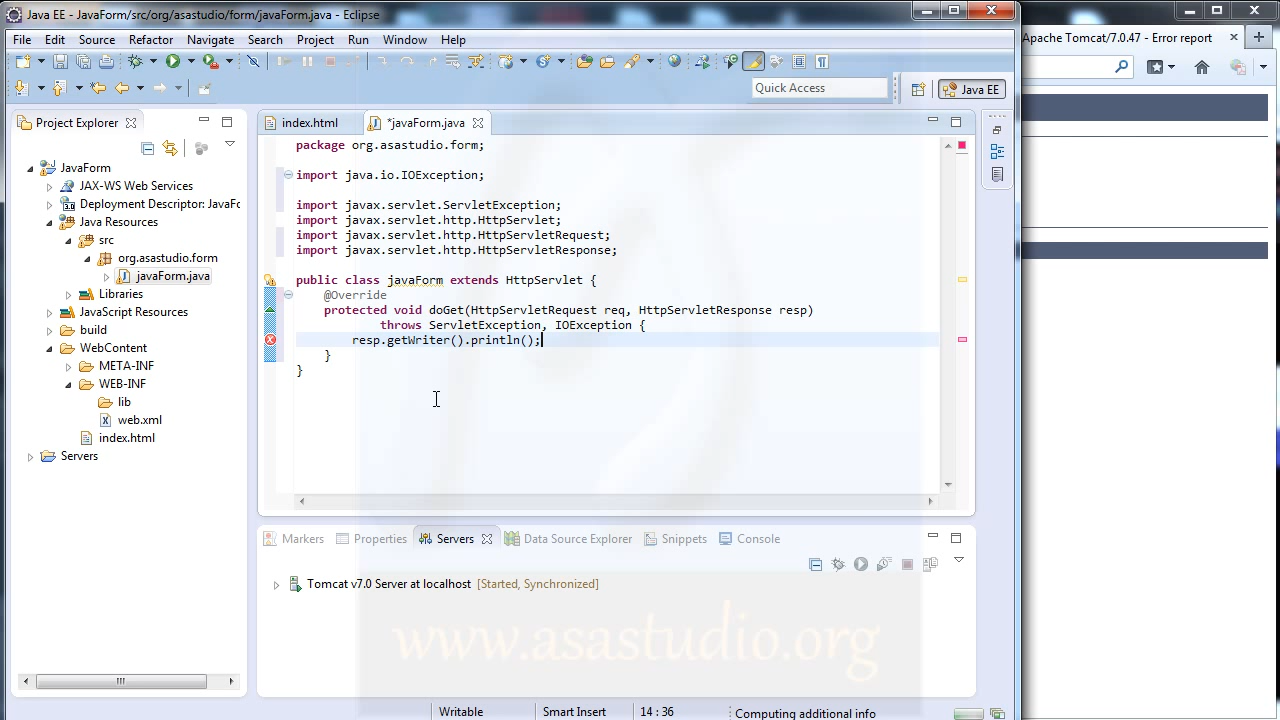 Java EE - JavaForm/src/org/asastudio/form/javaForm.java - Eclipse
File Edit Source Refactor Navigate Search Project Run Window Help
Quick Access
Java EE
Project Explorer
JavaForm
JAX-WS Web Services
Deployment Descriptor: JavaFo
Java Resources
src
org.asastudio.form
javaForm.java
Libraries
JavaScript Resources
build
WebContent
META-INF
WEB-INF
lib
web.xml
index.html
Servers
index.html *javaForm.java
package org.asastudio.form;
import java.io.IOException;
import javax.servlet.ServletException;
import javax.servlet.http.HttpServlet;
import javax.servlet.http.HttpServletRequest;
import javax.servlet.http.HttpServletResponse;
public class javaForm extends HttpServlet {
@Override
protected void doGet(HttpServletRequest req, HttpServletResponse resp)
throws ServletException, IOException {
resp.getWriter().println();
}
}
Markers Properties Servers Data Source Explorer Snippets Console
Tomcat v7.0 Server at localhost [Started, Synchronized]
www.asastudio.org
Writable Smart Insert 14 : 36 Computing additional info
Apache Tomcat/7.0.47 - Error report